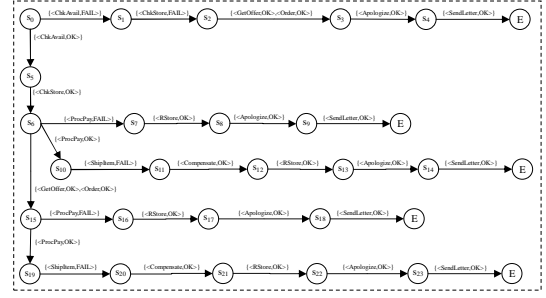 S0 {<ChkAvail,FAIL>} S1 {<ChkStore,FAIL>} S2 {<GetOffer,OK>,<Order,OK>} S3 {<Apologize,OK>} S4 {<SendLetter,OK>} E
{<ChkAvail,OK>}
S5
{<ChkStore,OK>}
S6 {<ProcPay,FAIL>} S7 {<RStore,OK>} S8 {<Apologize,OK>} S9 {<SendLetter,OK>} E
{<ProcPay,OK>}
S10 {<ShipItem,FAIL>} S11 {<Compensate,OK>} S12 {<RStore,OK>} S13 {<Apologize,OK>} S14 {<SendLetter,OK>} E
{<GetOffer,OK>,<Order,OK>}
S15 {<ProcPay,FAIL>} S16 {<RStore,OK>} S17 {<Apologize,OK>} S18 {<SendLetter,OK>} E
{<ProcPay,OK>}
S19 {<ShipItem,FAIL>} S20 {<Compensate,OK>} S21 {<RStore,OK>} S22 {<Apologize,OK>} S23 {<SendLetter,OK>} E